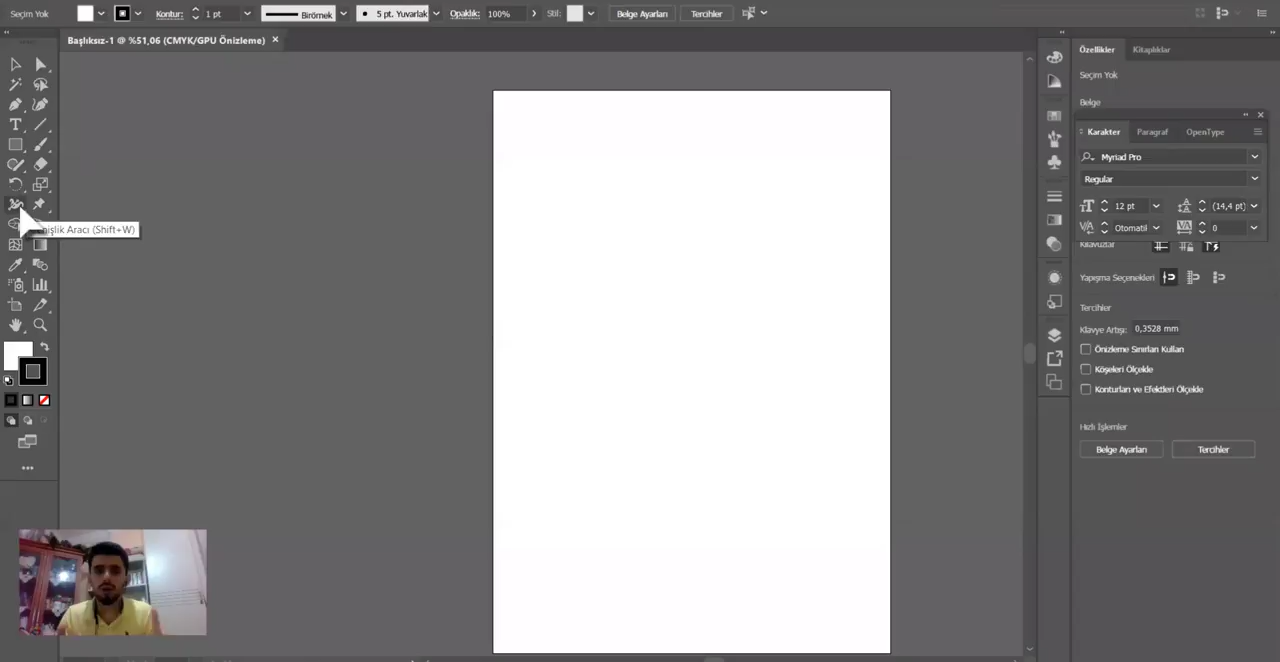 Seçim Yok Kontur: 1 pt Birörnek 5 pt. Yuvarlak Opaklık: 100% Stil: Belge Ayarları Tercihler
Başlıksız-1 @ %51,06 (CMYK/GPU Önizleme) ×
Özellikler Kitaplıklar
Seçim Yok
Belge
Karakter Paragraf OpenType
Myriad Pro
Regular
12 pt (14,4 pt)
0
Kılavuzlar
Yapışma Seçenekleri
Tercihler
Klavye Artışı: 0,3528 mm
Önizleme Sınırları Kullan
Köşeleri Ölçekle
Konturları ve Efektleri Ölçekle
Hızlı İşlemler
Belge Ayarları Tercihler
Aracı (Shift+W)